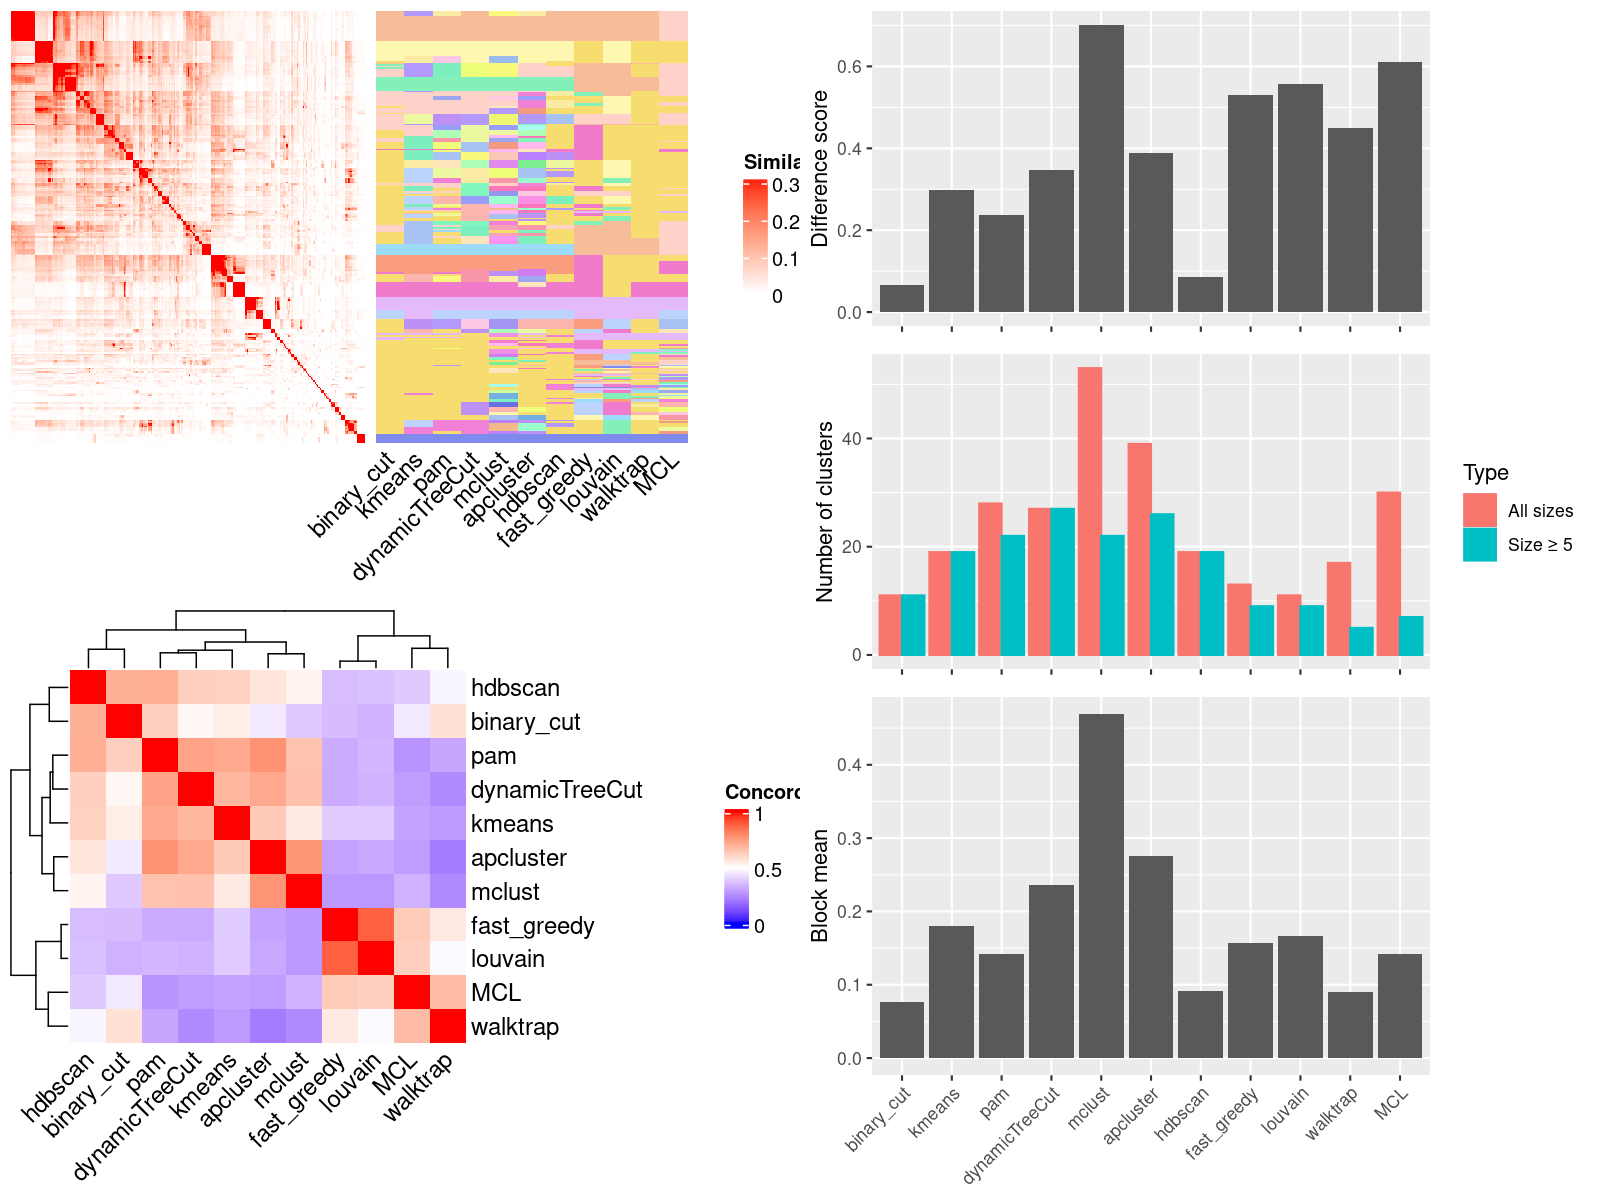 Simila
0.3
0.2
0.1
0
binary_cut
kmeans
pam
dynamicTreeCut
mclust
apcluster
hdbscan
fast_greedy
louvain
walktrap
MCL
hdbscan
binary_cut
pam
dynamicTreeCut
kmeans
apcluster
mclust
fast_greedy
louvain
MCL
walktrap
hdbscan
binary_cut
pam
dynamicTreeCut
kmeans
apcluster
mclust
fast_greedy
louvain
MCL
walktrap
Concord
1
0.5
0
Difference score
0.6
0.4
0.2
0.0
Number of clusters
40
20
0
Type
All sizes
Size ≥ 5
Block mean
0.4
0.3
0.2
0.1
0.0
binary_cut
kmeans
pam
dynamicTreeCut
mclust
apcluster
hdbscan
fast_greedy
louvain
walktrap
MCL